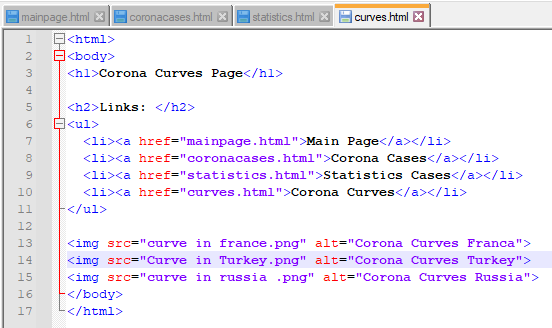 mainpage.html coronacases.html statistics.html curves.html
1 <html>
2 <body>
3 <h1>Corona Curves Page</h1>
4
5 <h2>Links: </h2>
6 <ul>
7 <li><a href="mainpage.html">Main Page</a></li>
8 <li><a href="coronacases.html">Corona Cases</a></li>
9 <li><a href="statistics.html">Statistics Cases</a></li>
10 <li><a href="curves.html">Corona Curves</a></li>
11 </ul>
12
13 <img src="curve in france.png" alt="Corona Curves Franca">
14 <img src="Curve in Turkey.png" alt="Corona Curves Turkey">
15 <img src="curve in russia .png" alt="Corona Curves Russia">
16 </body>
17 </html>